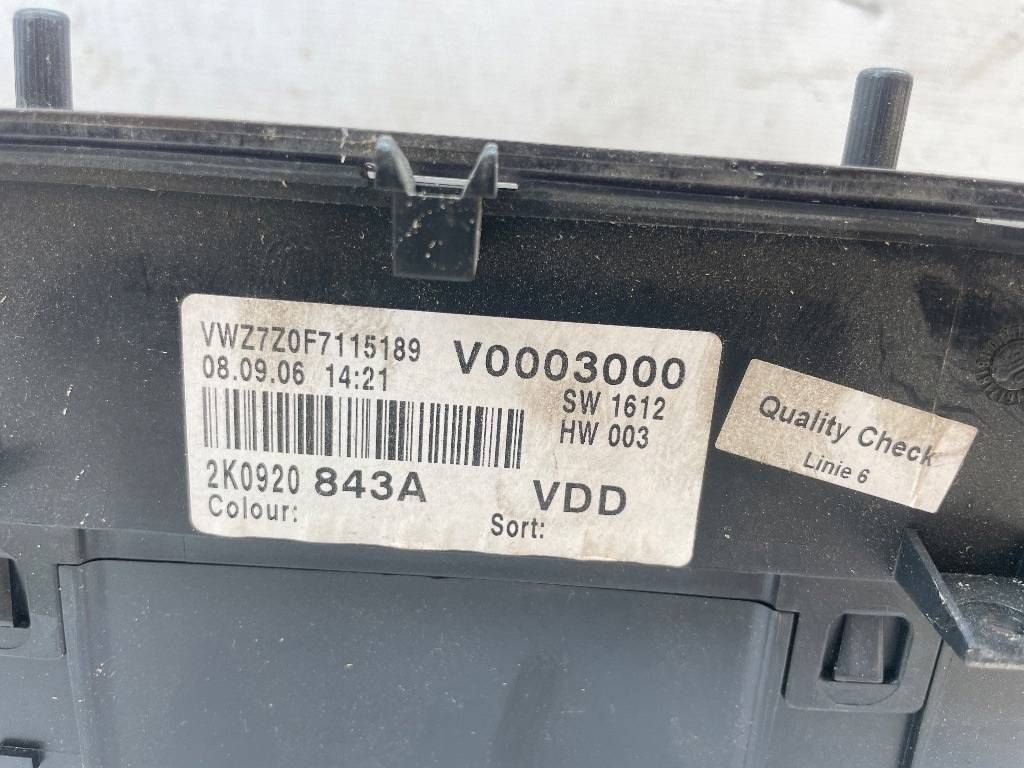 VWZ7Z0F7115189 V0003000
08.09.06 14:21
SW 1612
HW 003
2K0920 843A VDD
Colour: Sort:
Quality Check
Linie 6